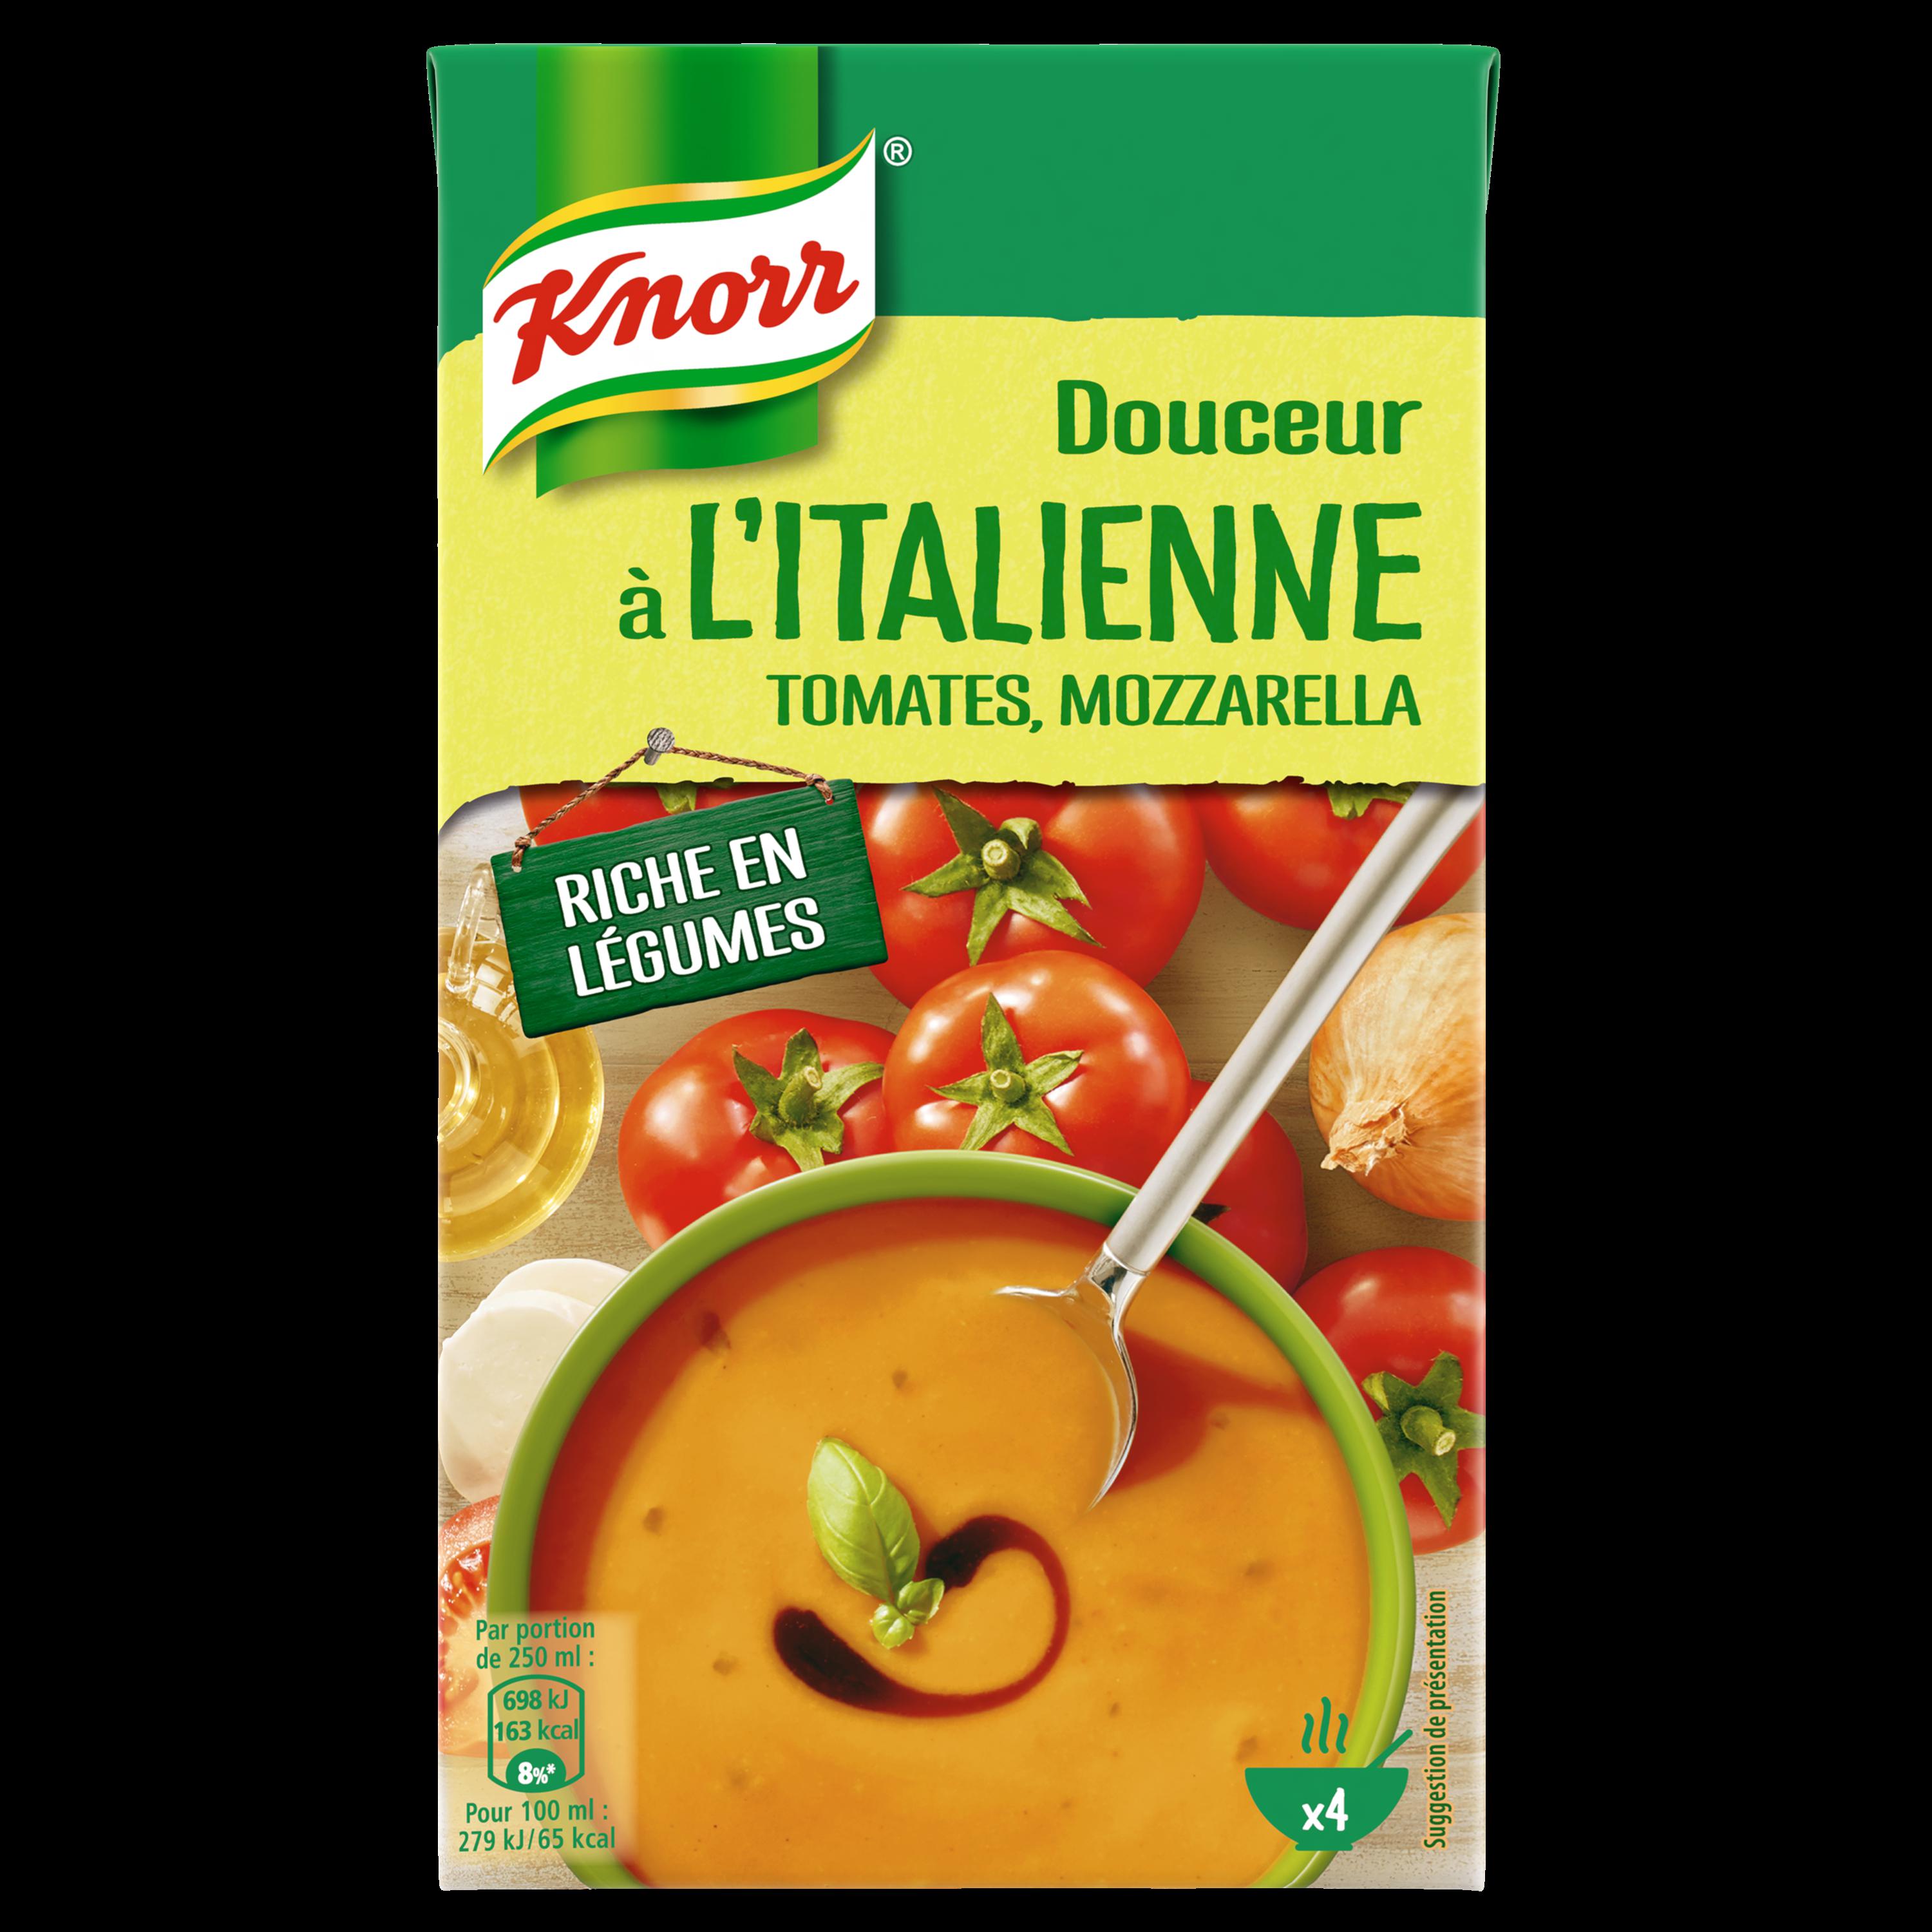 Knorr®
Douceur
à L'ITALIENNE
TOMATES, MOZZARELLA
RICHE EN
LÉGUMES
Par portion
de 250 ml :
698 kJ
163 kcal
8%*
Pour 100 ml :
279 kJ/65 kcal
x4
Suggestion de présentation